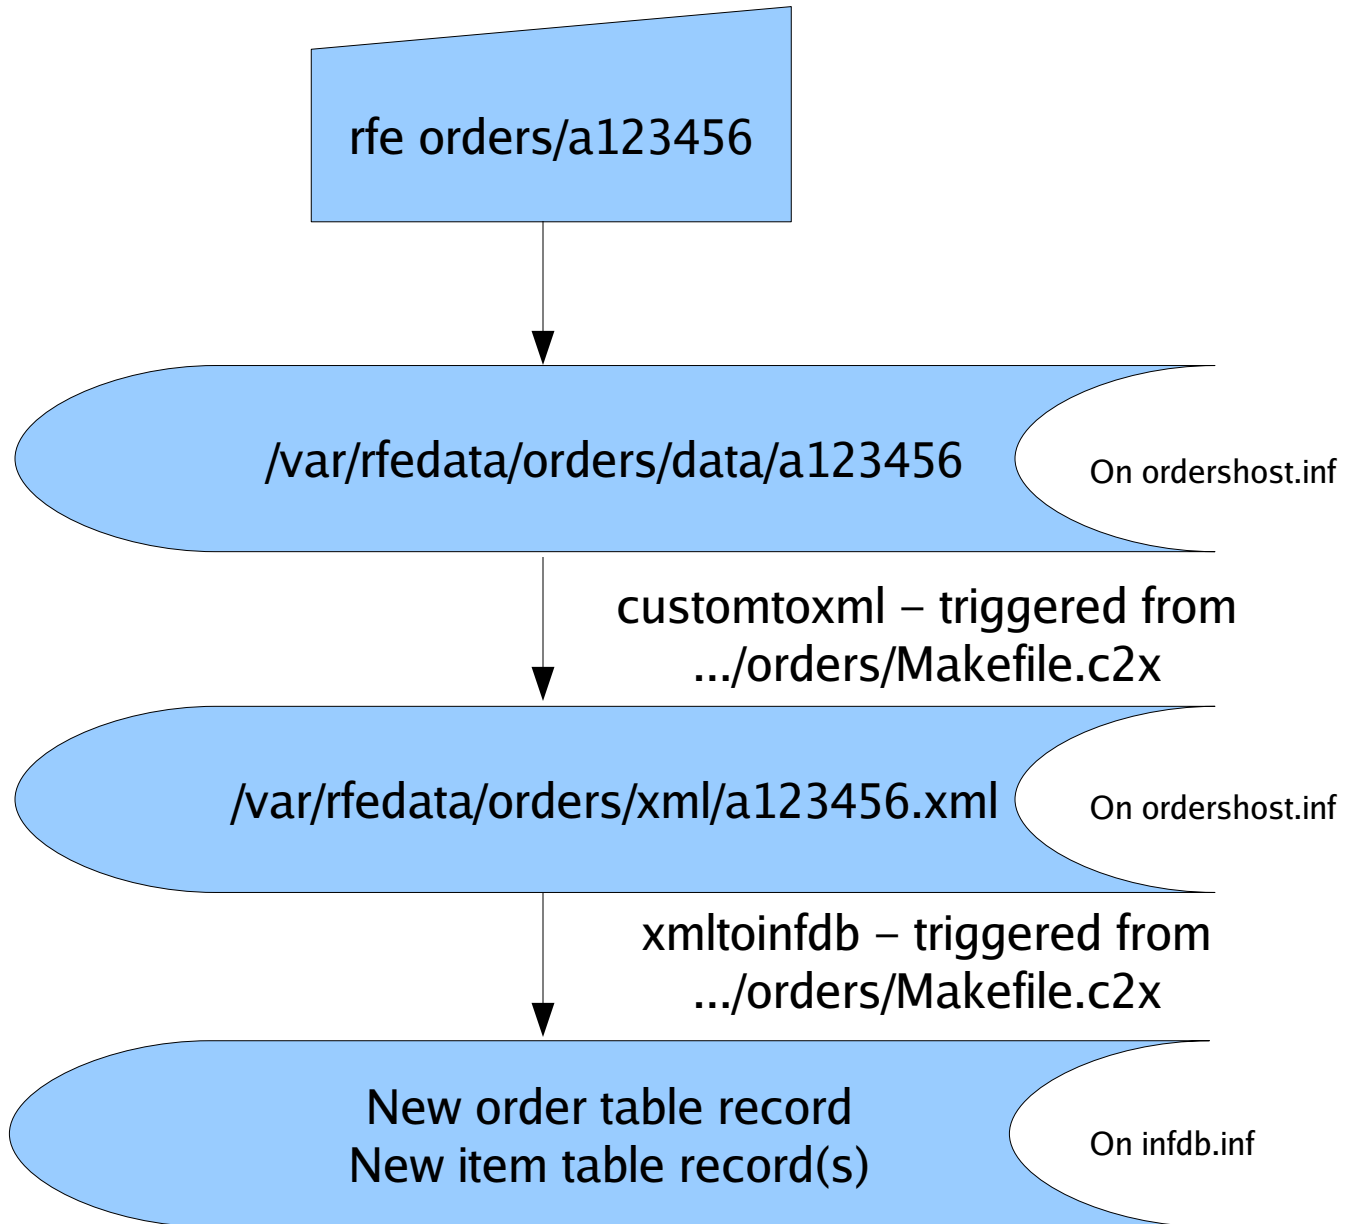 rfe orders/a123456
/var/rfedata/orders/data/a123456
On ordershost.inf
customtoxml – triggered from
.../orders/Makefile.c2x
/var/rfedata/orders/xml/a123456.xml
On ordershost.inf
xmltoinfdb – triggered from
.../orders/Makefile.c2x
New order table record
New item table record(s)
On infdb.inf